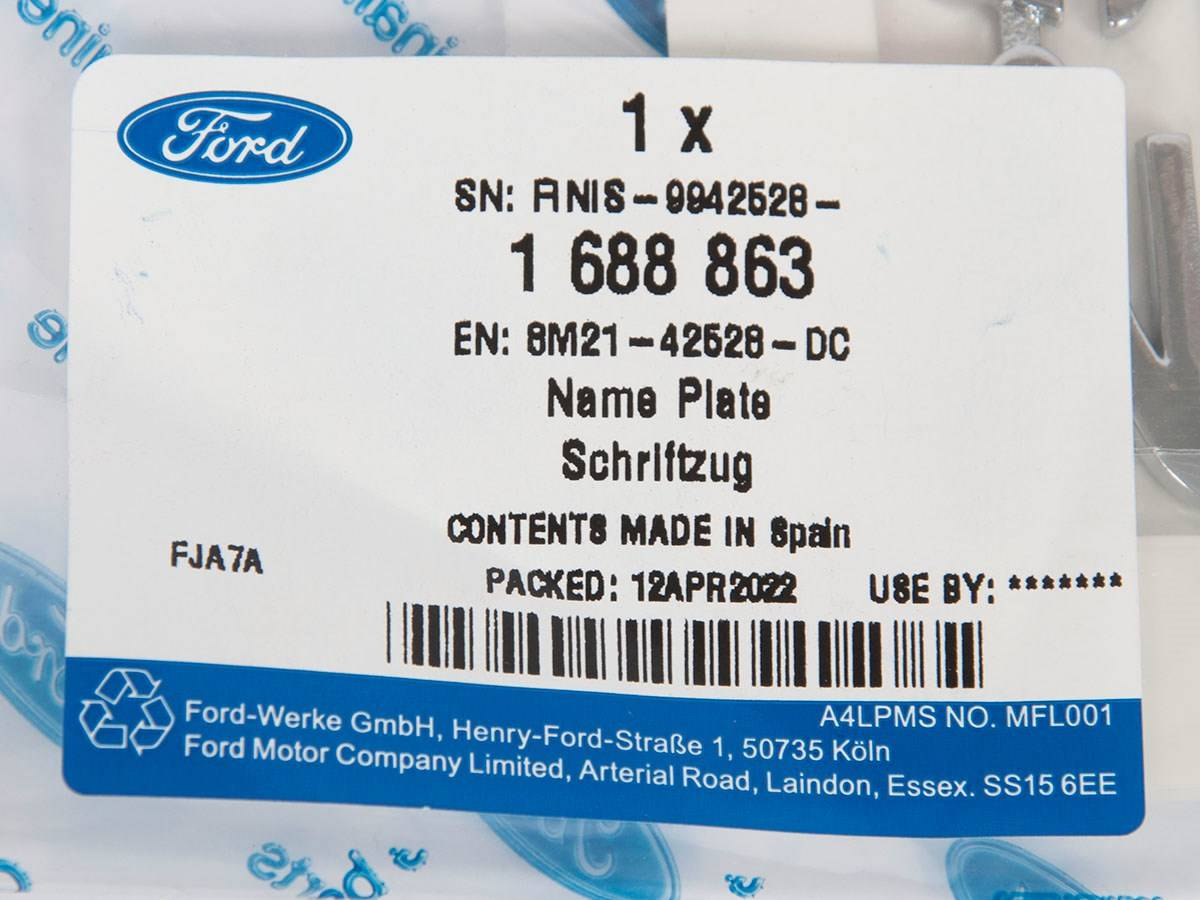 Ford
1 x
SN: FINIS-9942528-
1 688 863
EN: 8M21-42528-DC
Name Plate
Schriftzug
CONTENTS MADE IN Spain
FJA7A
PACKED: 12APR2022 USE BY: *******
A4LPMS NO. MFL001
Ford-Werke GmbH, Henry-Ford-Straße 1, 50735 Köln
Ford Motor Company Limited, Arterial Road, Laindon, Essex. SS15 6EE